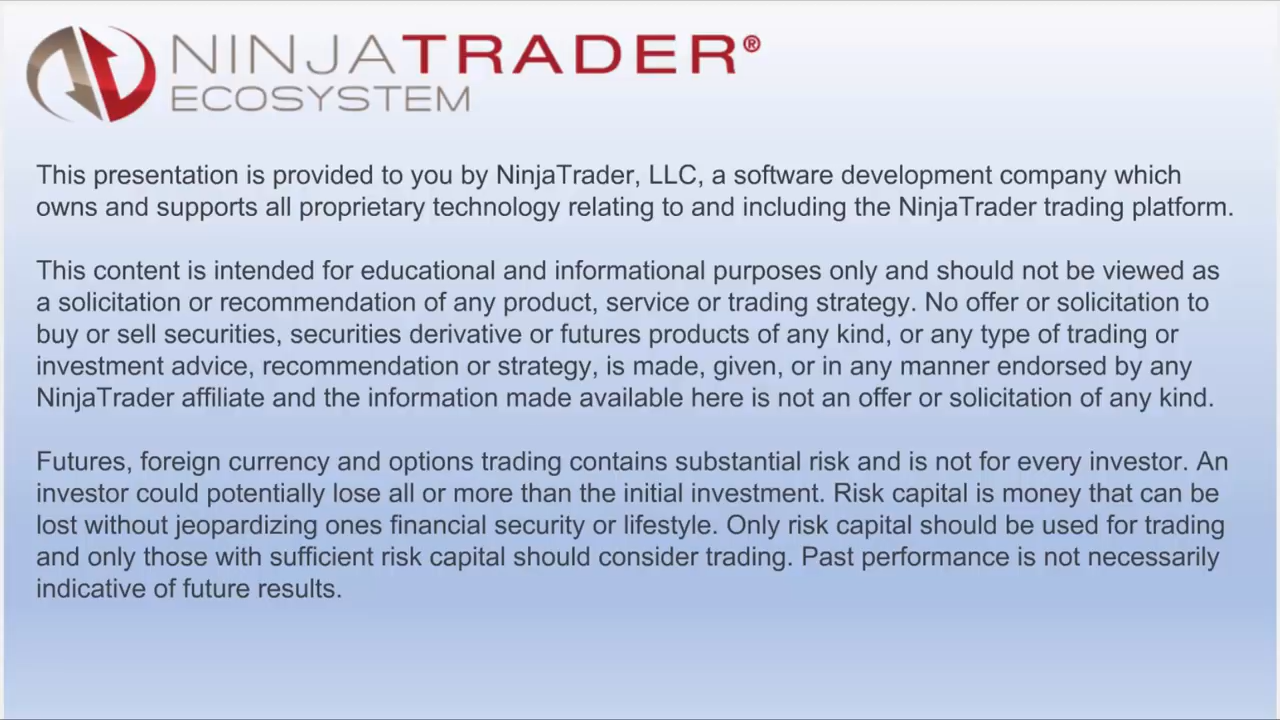 NINJATRADER®
ECOSYSTEM
This presentation is provided to you by NinjaTrader, LLC, a software development company which
owns and supports all proprietary technology relating to and including the NinjaTrader trading platform.
This content is intended for educational and informational purposes only and should not be viewed as
a solicitation or recommendation of any product, service or trading strategy. No offer or solicitation to
buy or sell securities, securities derivative or futures products of any kind, or any type of trading or
investment advice, recommendation or strategy, is made, given, or in any manner endorsed by any
NinjaTrader affiliate and the information made available here is not an offer or solicitation of any kind.
Futures, foreign currency and options trading contains substantial risk and is not for every investor. An
investor could potentially lose all or more than the initial investment. Risk capital is money that can be
lost without jeopardizing ones financial security or lifestyle. Only risk capital should be used for trading
and only those with sufficient risk capital should consider trading. Past performance is not necessarily
indicative of future results.